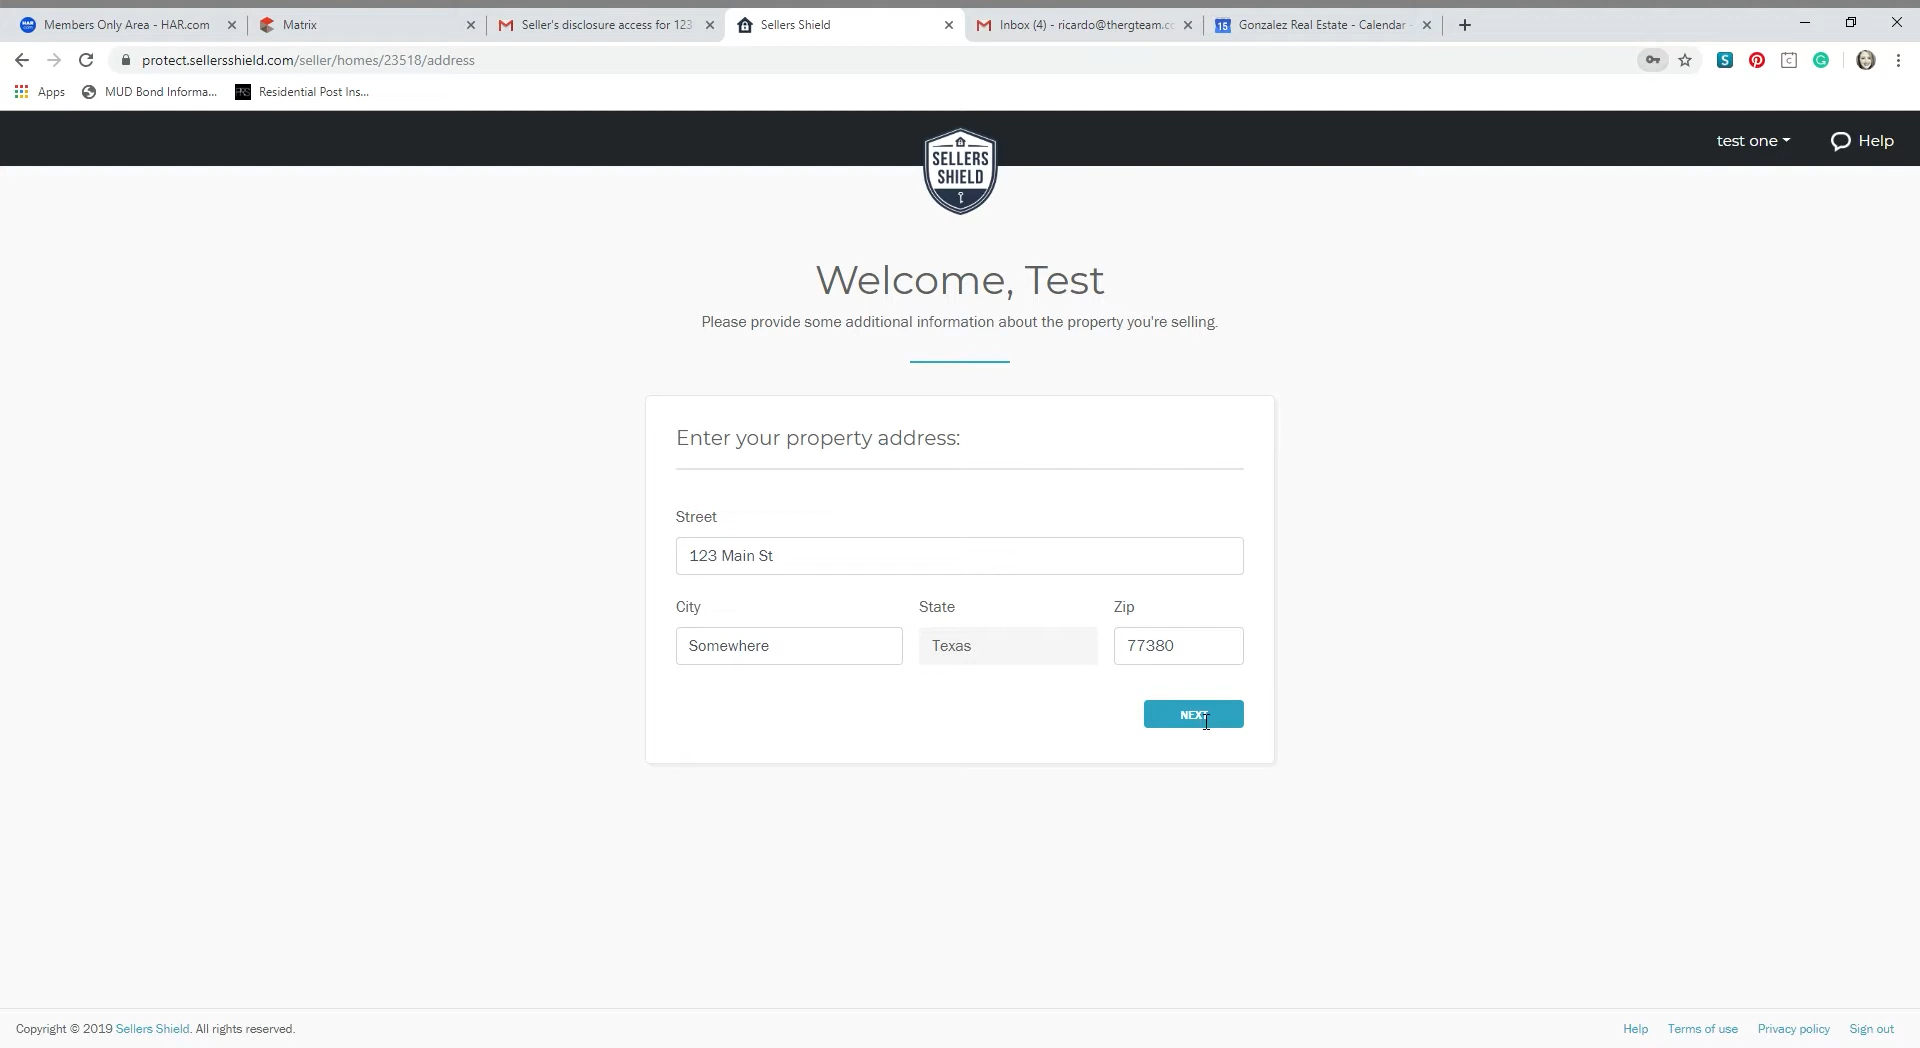 Members Only Area - HAR.com
Matrix
Seller's disclosure access for 123
Sellers Shield
Inbox (4) - ricardo@thergteam.co
Gonzalez Real Estate - Calendar -
protect.sellersshield.com/seller/homes/23518/address
Apps
MUD Bond Informa...
Residential Post Ins...
test one
Help
SELLERS
SHIELD
Welcome, Test
Please provide some additional information about the property you're selling.
Enter your property address:
Street
123 Main St
City State Zip
Somewhere Texas 77380
NEXT
Copyright © 2019 Sellers Shield. All rights reserved.
Help Terms of use Privacy policy Sign out